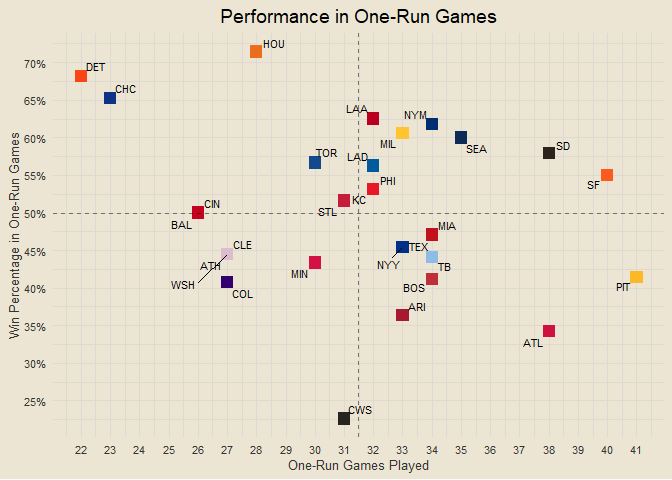 Performance in One-Run Games
HOU
DET
70%
CHC
65%
LAA
NYM
MIL
60%
SEA
SD
TOR
LAD
55%
PHI
SF
KC
CIN
STL
50%
BAL
MIA
CLE
TEX
45%
NYY
ATH
TB
MIN
WSH
COL
BOS
PIT
40%
ARI
35%
ATL
30%
CWS
25%
22 23 24 25 26 27 28 29 30 31 32 33 34 35 36 37 38 39 40 41
One-Run Games Played
Win Percentage in One-Run Games